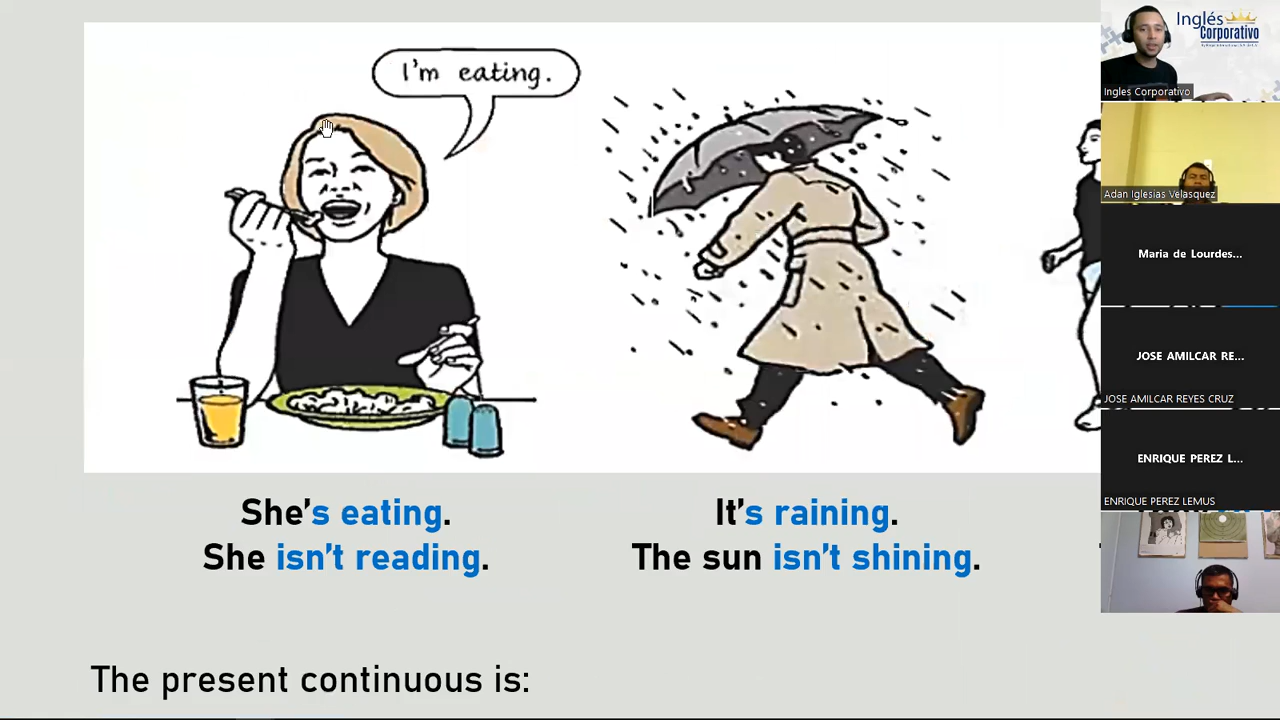 I'm eating.
She's eating.
She isn't reading.
It's raining.
The sun isn't shining.
The present continuous is:
Inglés
Corporativo
Ingles Corporativo
Adan Iglesias Velasquez
Maria de Lourdes...
JOSE AMILCAR RE...
JOSE AMILCAR REYES CRUZ
ENRIQUE PEREZ L...
ENRIQUE PEREZ LEMUS